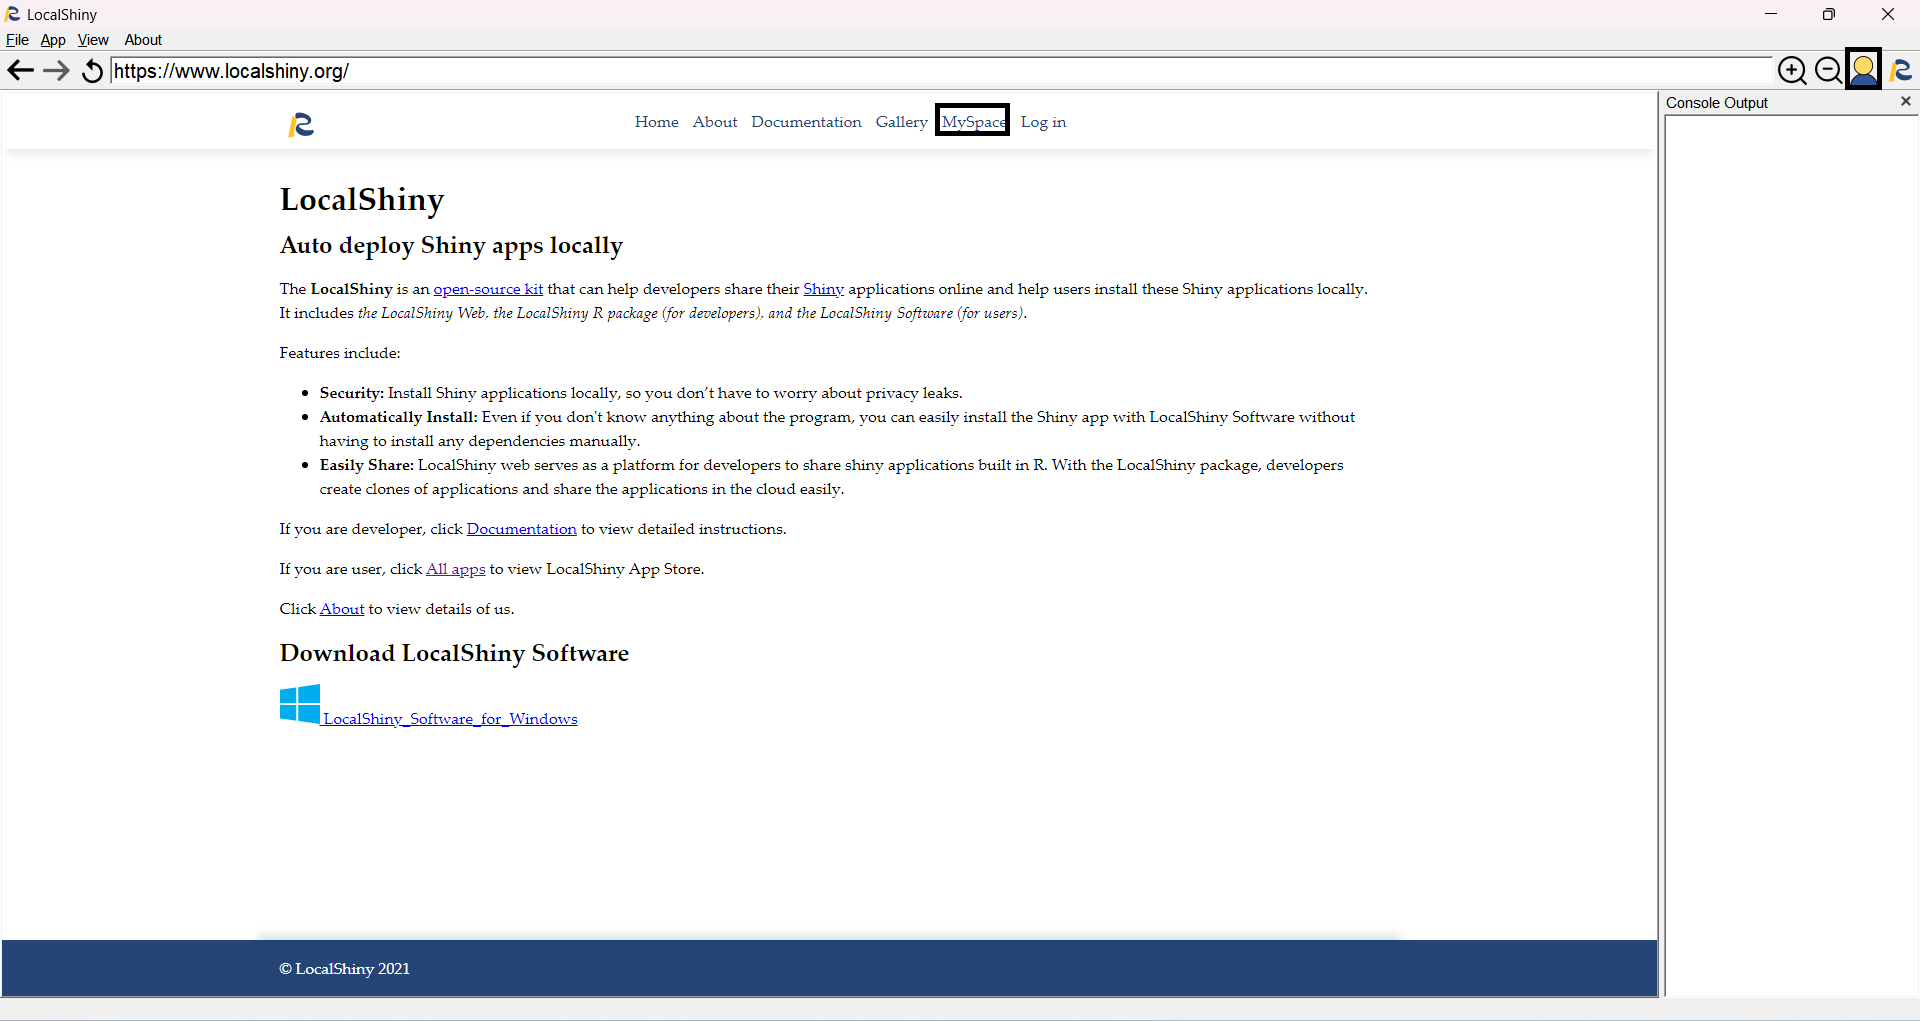 LocalShiny
File App View About
https://www.localshiny.org/
Console Output
Home About Documentation Gallery MySpace Log in
LocalShiny
Auto deploy Shiny apps locally
The LocalShiny is an open-source kit that can help developers share their Shiny applications online and help users install these Shiny applications locally.
It includes the LocalShiny Web, the LocalShiny R package (for developers), and the LocalShiny Software (for users).
Features include:
• Security: Install Shiny applications locally, so you don't have to worry about privacy leaks.
• Automatically Install: Even if you don't know anything about the program, you can easily install the Shiny app with LocalShiny Software without
having to install any dependencies manually.
• Easily Share: LocalShiny web serves as a platform for developers to share shiny applications built in R. With the LocalShiny package, developers
create clones of applications and share the applications in the cloud easily.
If you are developer, click Documentation to view detailed instructions.
If you are user, click All apps to view LocalShiny App Store.
Click About to view details of us.
Download LocalShiny Software
LocalShiny_Software_for_Windows
© LocalShiny 2021